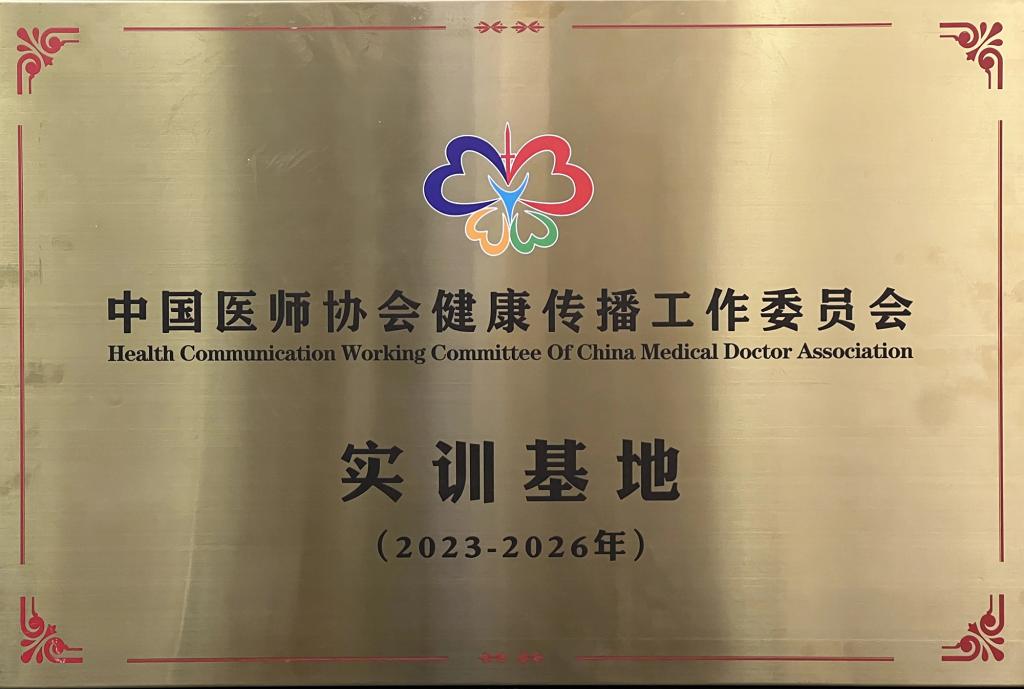 中国医师协会健康传播工作委员会
Health Communication Working Committee Of China Medical Doctor Association
实训基地
（2023-2026年）